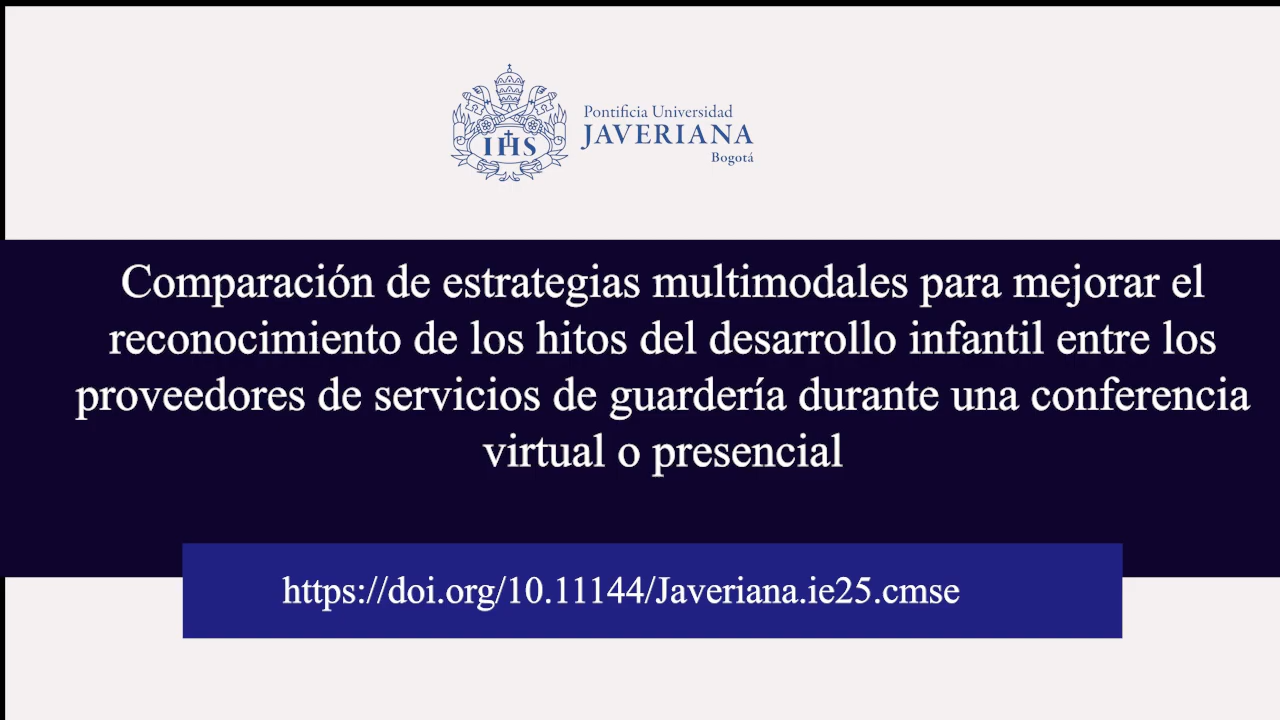 Pontificia Universidad
JAVERIANA
Bogotá
IHS
Comparación de estrategias multimodales para mejorar el
reconocimiento de los hitos del desarrollo infantil entre los
proveedores de servicios de guardería durante una conferencia
virtual o presencial
https://doi.org/10.11144/Javeriana.ie25.cmse